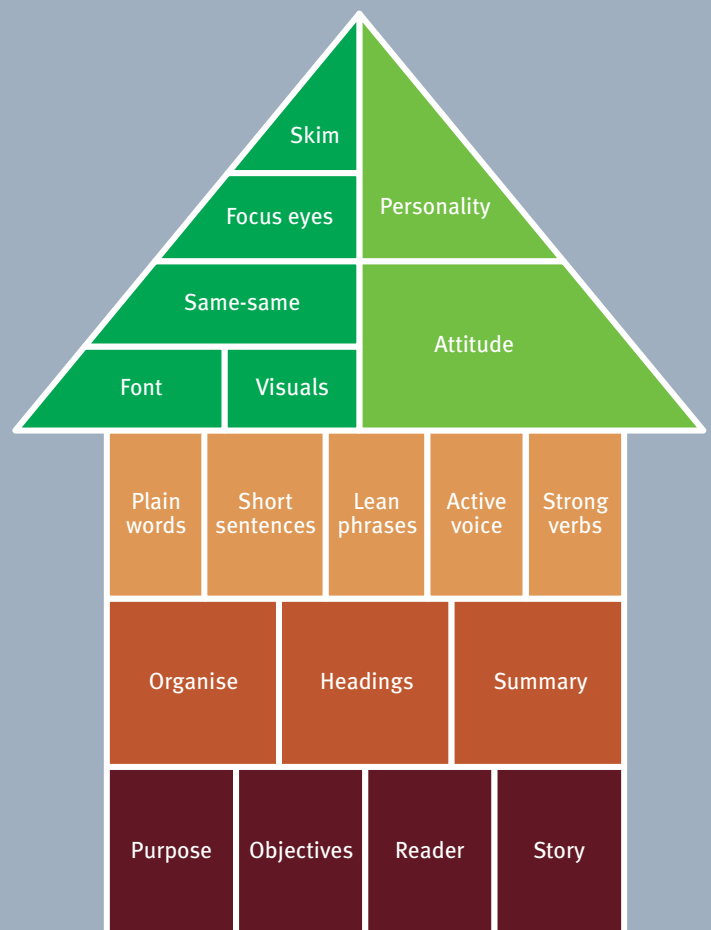 Skim
Personality
Focus eyes
Same-same
Attitude
Font
Visuals
Plain
words
Short
sentences
Lean
phrases
Active
voice
Strong
verbs
Organise
Headings
Summary
Purpose
Objectives
Reader
Story